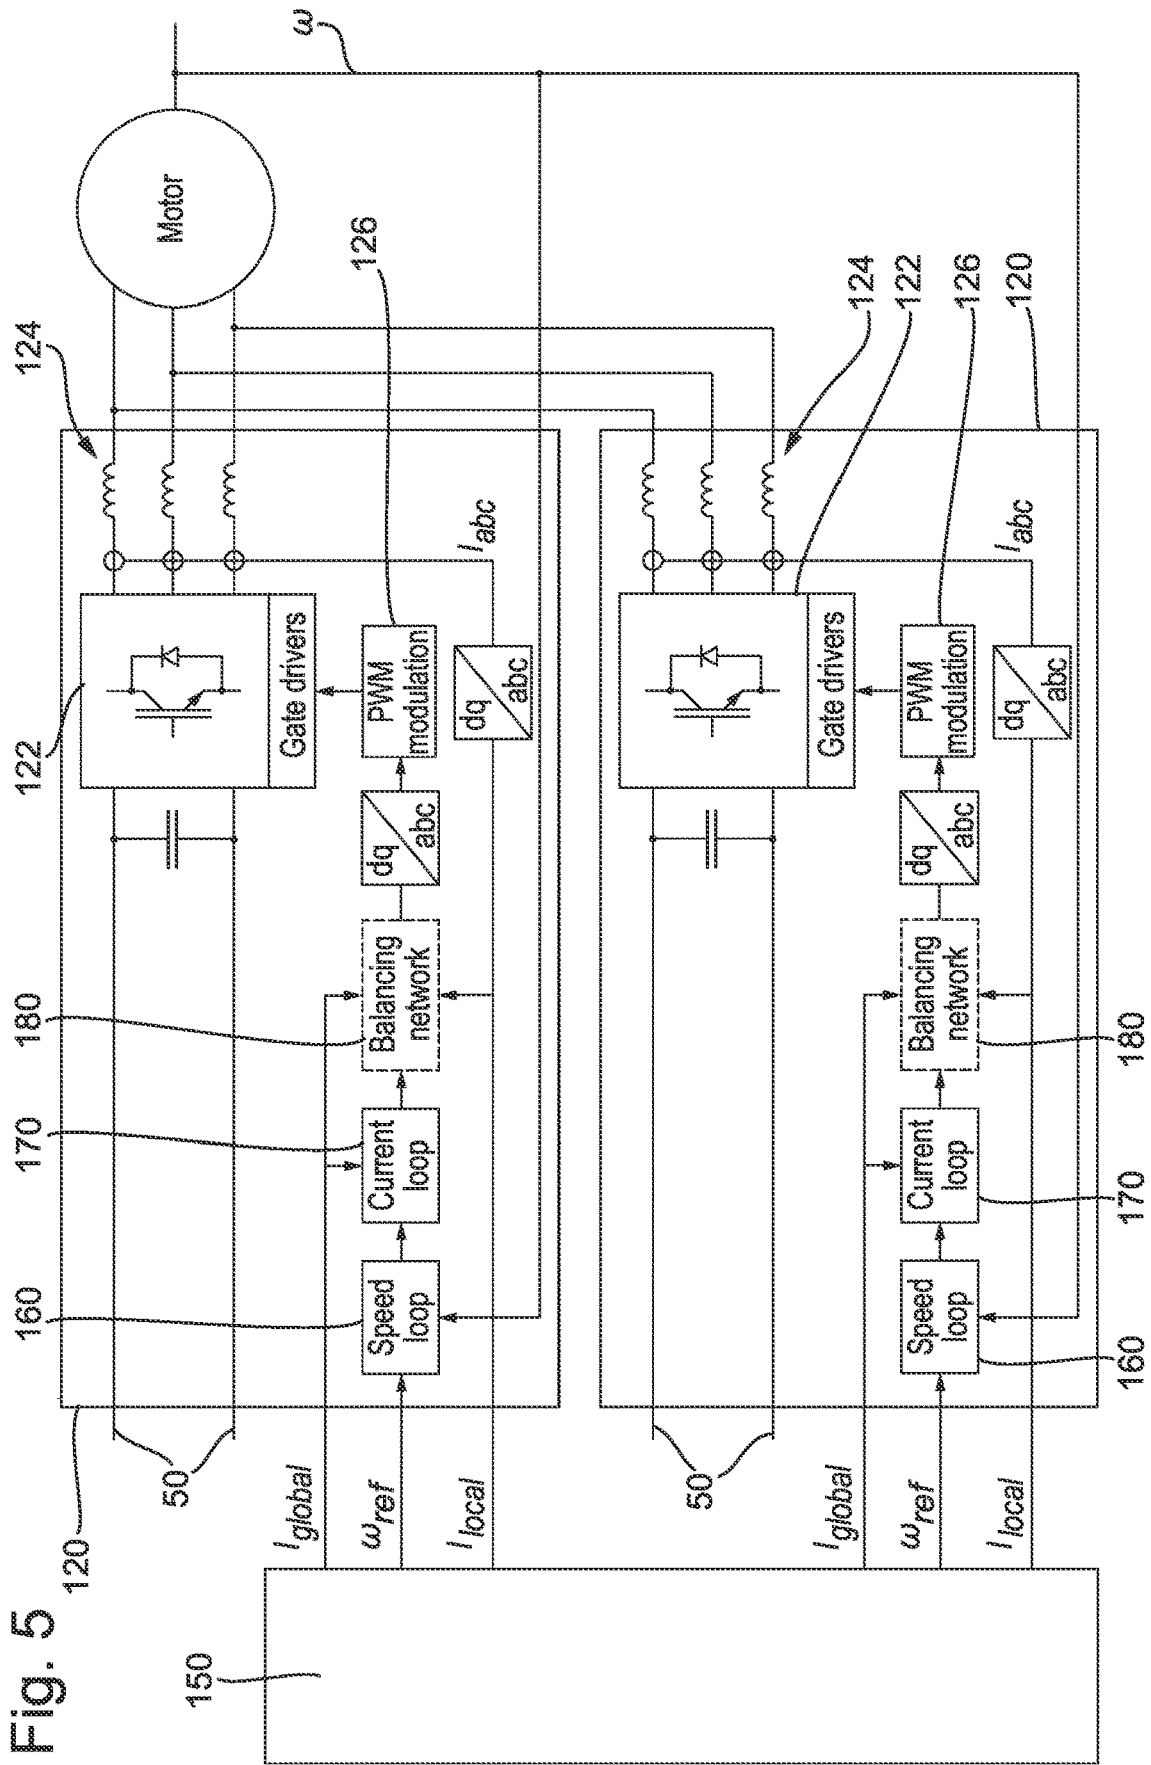 Fig. 5
150
120
50
I_global
ω_ref
I_local
160
170
180
122
124
126
Speed
loop
Current
loop
Balancing
network
dq
abc
PWM
modulation
dq
abc
Gate drivers
I_abc
Motor
ω
50
I_global
ω_ref
I_local
Speed
loop
Current
loop
Balancing
network
dq
abc
PWM
modulation
dq
abc
Gate drivers
I_abc
160
170
180
124
122
126
120